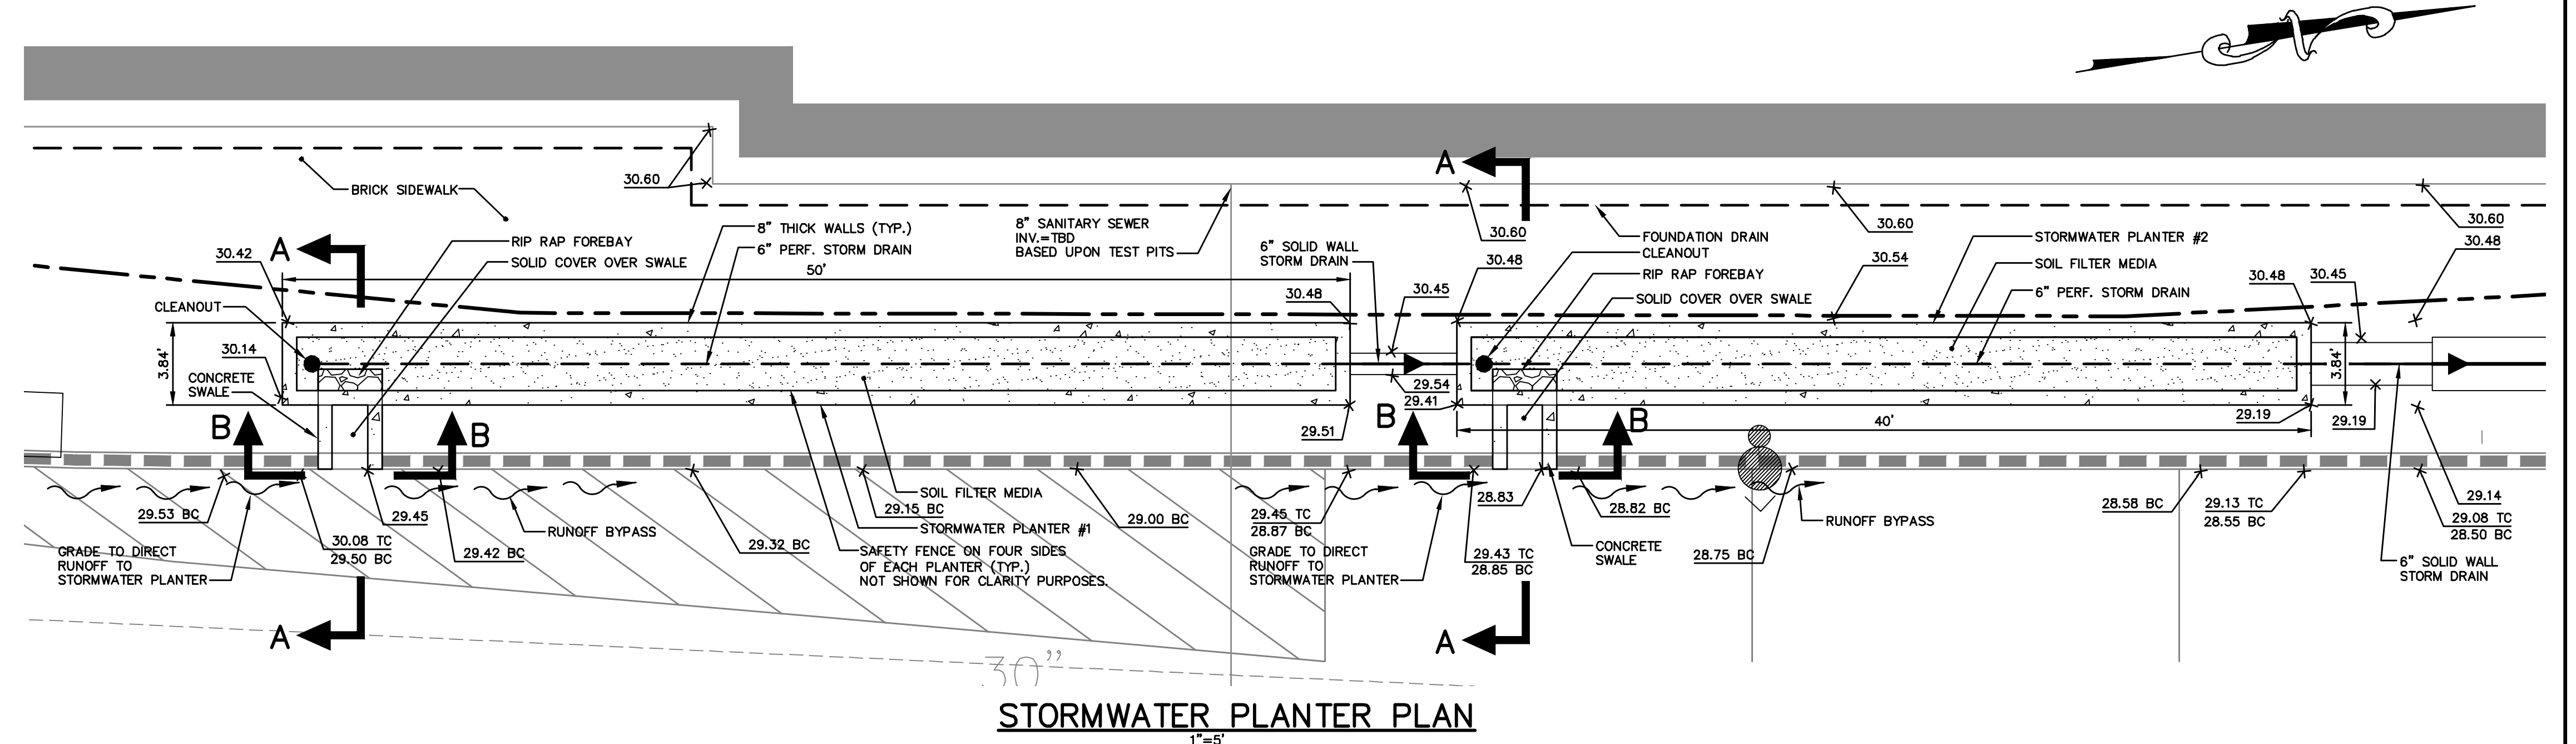 N
BRICK SIDEWALK
30.60
A
30.42
RIP RAP FOREBAY
SOLID COVER OVER SWALE
8" THICK WALLS (TYP.)
6" PERF. STORM DRAIN
50'
8" SANITARY SEWER
INV.=TBD
BASED UPON TEST PITS
6" SOLID WALL
STORM DRAIN
30.48
30.45
A
30.60
30.48
FOUNDATION DRAIN
CLEANOUT
RIP RAP FOREBAY
SOLID COVER OVER SWALE
30.60
30.54
STORMWATER PLANTER #2
SOIL FILTER MEDIA
6" PERF. STORM DRAIN
30.48
30.45
30.60
30.48
CLEANOUT
30.14
3.84'
CONCRETE
SWALE
B
B
29.54
29.41
29.51
B
B
40'
3.84'
29.19
29.19
29.53 BC
GRADE TO DIRECT
RUNOFF TO
STORMWATER PLANTER
30.08 TC
29.50 BC
29.45
29.42 BC
RUNOFF BYPASS
29.32 BC
SOIL FILTER MEDIA
29.15 BC
STORMWATER PLANTER #1
SAFETY FENCE ON FOUR SIDES
OF EACH PLANTER (TYP.)
NOT SHOWN FOR CLARITY PURPOSES.
29.00 BC
29.45 TC
28.87 BC
GRADE TO DIRECT
RUNOFF TO
STORMWATER PLANTER
28.83
29.43 TC
28.85 BC
28.82 BC
CONCRETE
SWALE
28.75 BC
RUNOFF BYPASS
28.58 BC
29.13 TC
28.55 BC
29.14
29.08 TC
28.50 BC
6" SOLID WALL
STORM DRAIN
A
A
30"
STORMWATER PLANTER PLAN
1"=5'